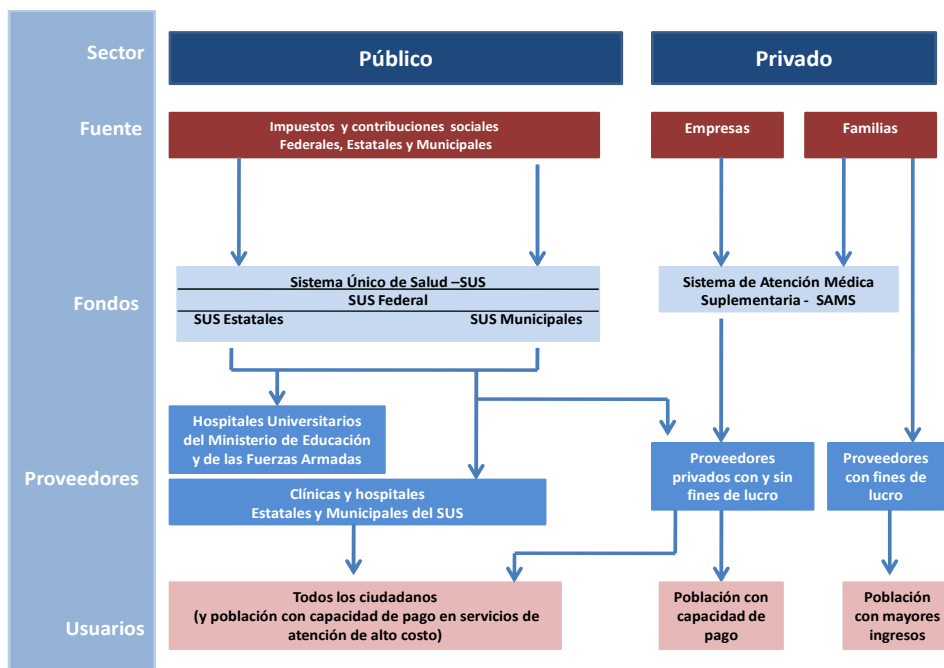 Sector
Público
Privado
Fuente
Impuestos y contribuciones sociales
Federales, Estatales y Municipales
Empresas
Familias
Fondos
Sistema Único de Salud –SUS
SUS Federal
SUS Estatales
SUS Municipales
Sistema de Atención Médica
Suplementaria - SAMS
Proveedores
Hospitales Universitarios
del Ministerio de Educación
y de las Fuerzas Armadas
Clínicas y hospitales
Estatales y Municipales del SUS
Proveedores
privados con y sin
fines de lucro
Proveedores
con fines de
lucro
Usuarios
Todos los ciudadanos
(y población con capacidad de pago en servicios de
atención de alto costo)
Población con
capacidad de
pago
Población
con mayores
ingresos